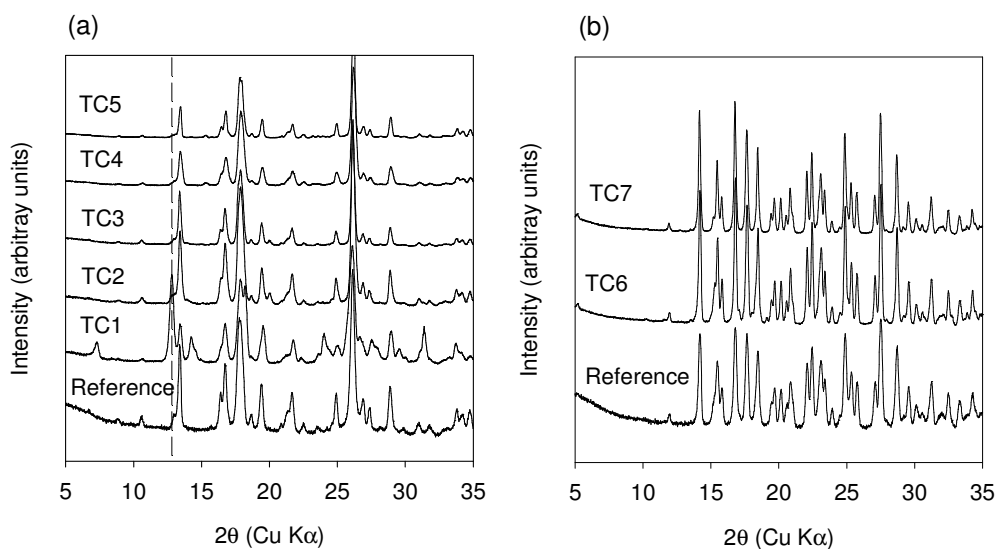 (a)
Intensity (arbitray units)
TC5
TC4
TC3
TC2
TC1
Reference
5 10 15 20 25 30 35
2θ (Cu Kα)
(b)
Intensity (arbitray units)
TC7
TC6
Reference
5 10 15 20 25 30 35
2θ (Cu Kα)